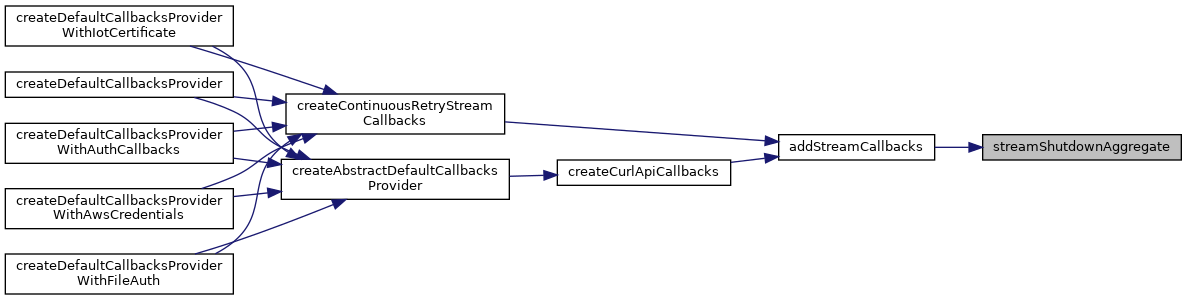 createDefaultCallbacksProvider
WithIotCertificate
createDefaultCallbacksProvider
createDefaultCallbacksProvider
WithAuthCallbacks
createDefaultCallbacksProvider
WithAwsCredentials
createDefaultCallbacksProvider
WithFileAuth
createContinuousRetryStream
Callbacks
createAbstractDefaultCallbacks
Provider
createCurlApiCallbacks
addStreamCallbacks
streamShutdownAggregate